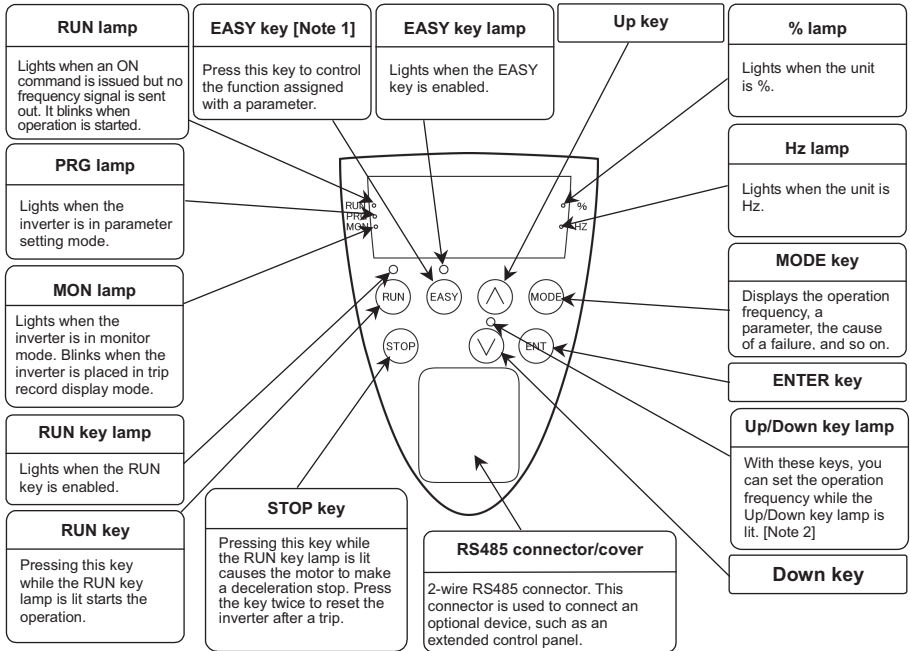 RUN lamp
Lights when an ON
command is issued but no
frequency signal is sent
out. It blinks when
operation is started.
EASY key [Note 1]
Press this key to control
the function assigned
with a parameter.
EASY key lamp
Lights when the EASY
key is enabled.
Up key
% lamp
Lights when the unit
is %.
PRG lamp
Lights when the
inverter is in parameter
setting mode.
Hz lamp
Lights when the unit is
Hz.
MON lamp
Lights when the
inverter is in monitor
mode. Blinks when the
inverter is placed in trip
record display mode.
RUN
PRG
MON
%
HZ
RUN
EASY
MODE
STOP
ENT
MODE key
Displays the operation
frequency, a
parameter, the cause
of a failure, and so on.
ENTER key
RUN key lamp
Lights when the RUN
key is enabled.
Up/Down key lamp
With these keys, you
can set the operation
frequency while the
Up/Down key lamp is
lit. [Note 2]
RUN key
Pressing this key
while the RUN key
lamp is lit starts the
operation.
STOP key
Pressing this key while
the RUN key lamp is lit
causes the motor to make
a deceleration stop. Press
the key twice to reset the
inverter after a trip.
RS485 connector/cover
2-wire RS485 connector. This
connector is used to connect an
optional device, such as an
extended control panel.
Down key